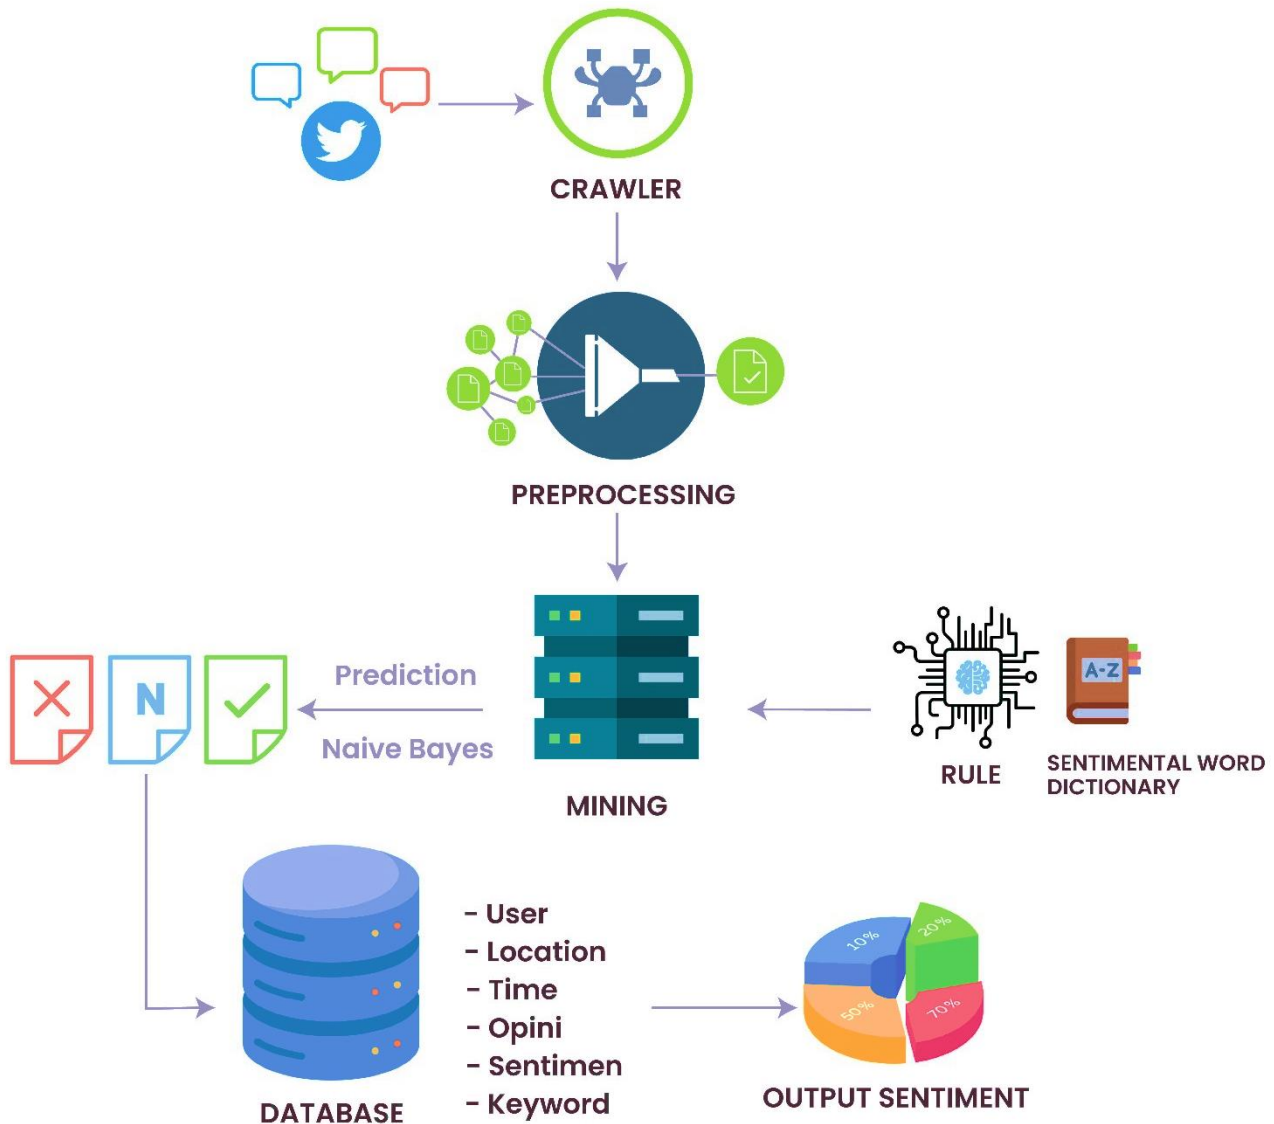 CRAWLER
PREPROCESSING
Prediction
Naive Bayes
N
MINING
A-Z
RULE
SENTIMENTAL WORD
DICTIONARY
- User
- Location
- Time
- Opini
- Sentimen
- Keyword
DATABASE
10%
20%
50%
70%
OUTPUT SENTIMENT